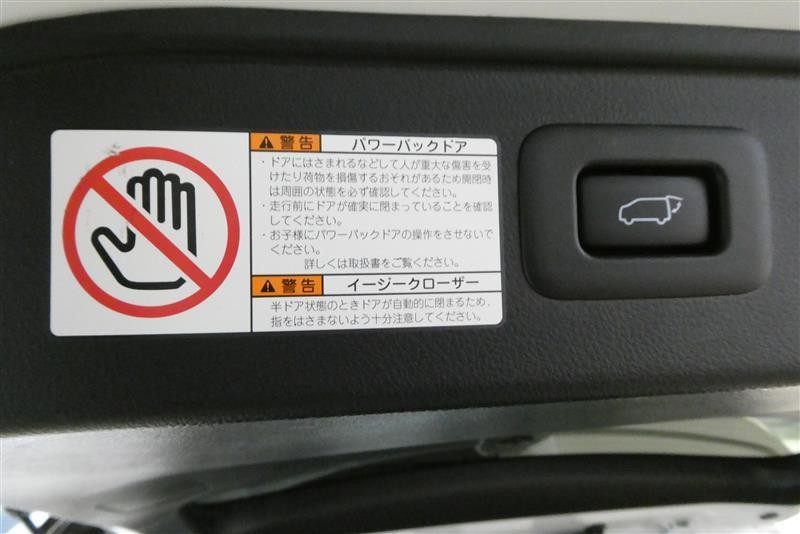 警告 パワーバックドア
・ドアにはさまれるなどして人が重大な傷害を受
けたり荷物を損傷するおそれがあるため開閉時
は周囲の状態を必ず確認してください。
・走行前にドアが確実に閉まっていることを確認
してください。
・お子様にパワーバックドアの操作をさせないで
ください。
詳しくは取扱書をご覧ください。
警告 イージークローザー
半ドア状態のときドアが自動的に閉まるため、
指をはさまないよう十分注意してください。